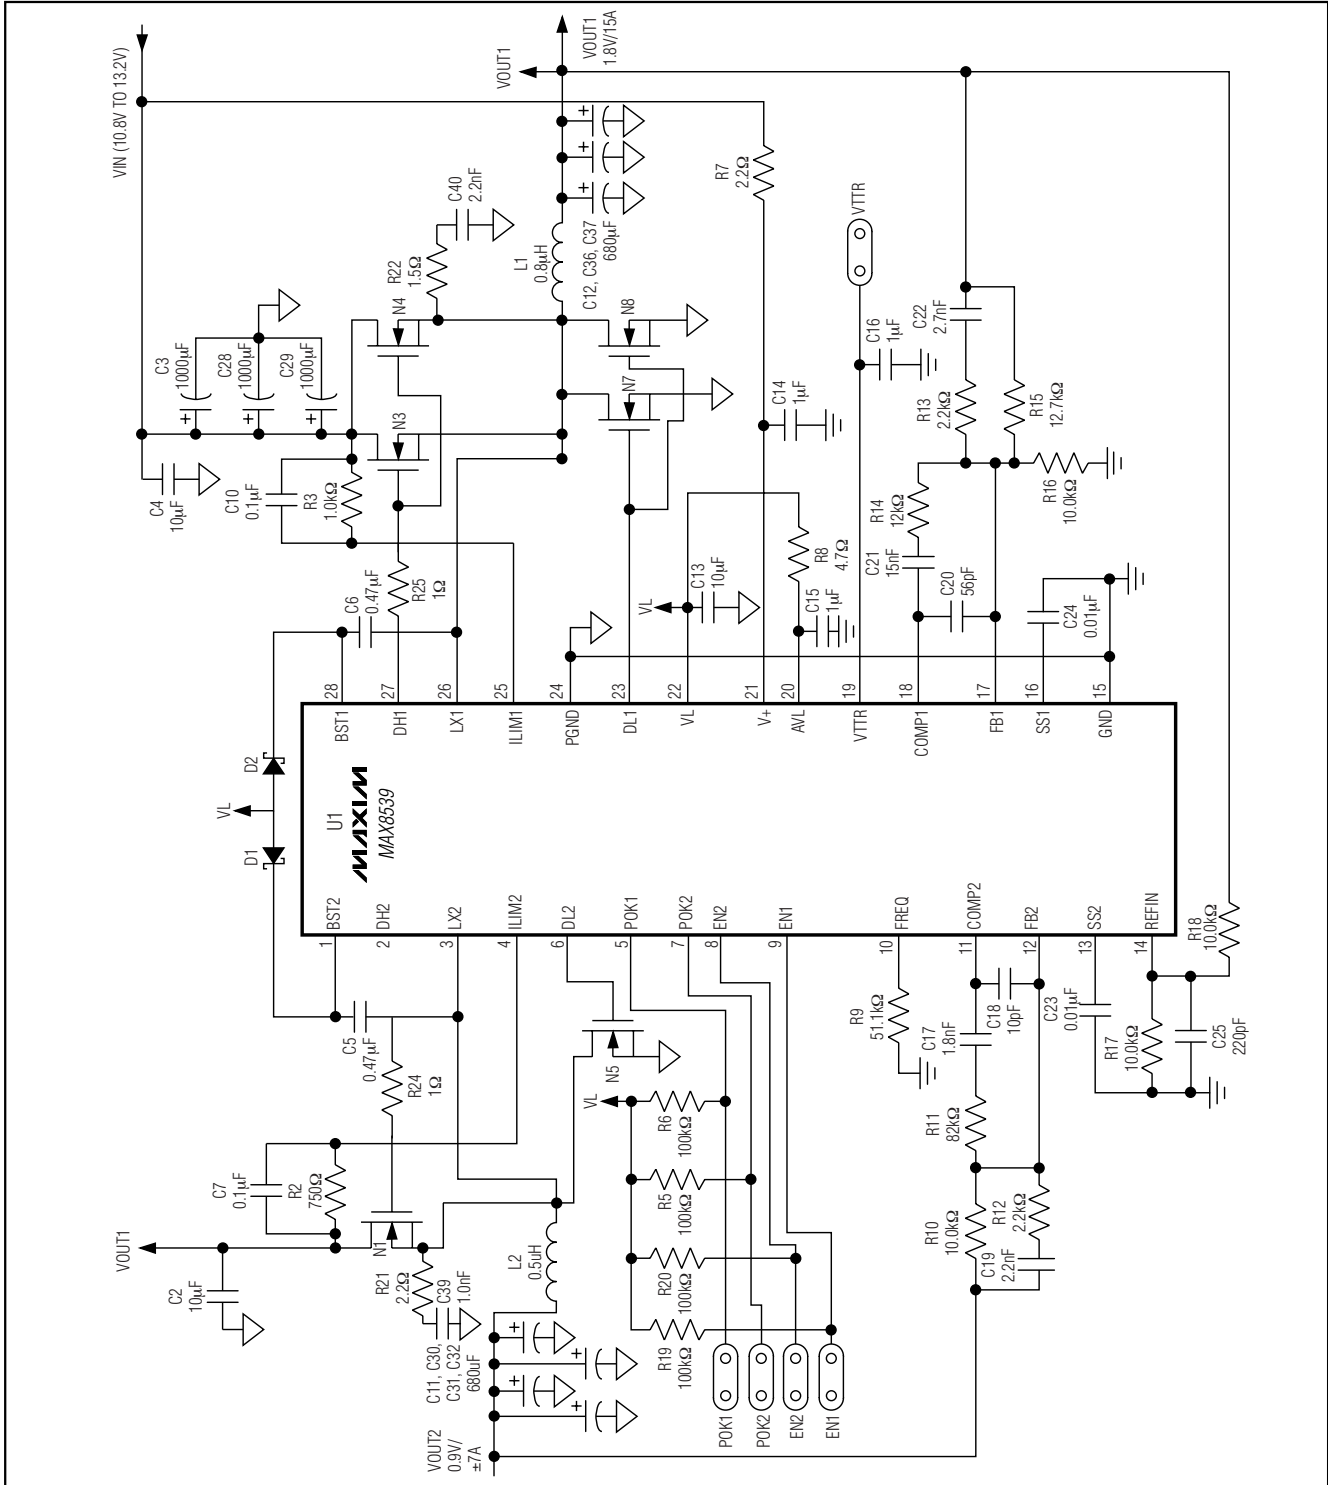 VIN (10.8V TO 13.2V)
VOUT1
VOUT1
1.8V/15A
C3
1000µF
C28
1000µF
C29
1000µF
C4
10µF
C10
0.1µF
R3
1.0kΩ
N3
N4
R22
1.5Ω
C40
2.2nF
L1
0.8µH
C12, C36, C37
680µF
N7
N8
R7
2.2Ω
C14
1µF
VTTR
C16
1µF
C22
2.7nF
R13
2.2kΩ
R15
12.7kΩ
R16
10.0kΩ
R14
12kΩ
C21
15nF
C20
56pF
C24
0.01µF
R8
4.7Ω
C15
1µF
C13
10µF
VL
R25
1Ω
C6
0.47µF
28
27
26
25
24
23
22
21
20
19
18
17
16
15
BST1
DH1
LX1
ILIM1
PGND
DL1
VL
V+
AVL
VTTR
COMP1
FB1
SS1
GND
D2
VL
D1
U1
MAXIM
MAX8539
BST2
DH2
LX2
ILIM2
DL2
POK1
POK2
EN2
EN1
FREQ
COMP2
FB2
SS2
REFIN
1
2
3
4
6
5
7
8
9
10
11
12
13
14
R18
10.0kΩ
C5
0.47µF
R24
1Ω
N5
R9
51.1kΩ
C17
1.8nF
C18
10pF
C23
0.01µF
R17
10.0kΩ
C25
220pF
VL
R6
100kΩ
R5
100kΩ
R20
100kΩ
R19
100kΩ
R11
82kΩ
R10
10.0kΩ
R12
2.2kΩ
C19
2.2nF
C7
0.1µF
R2
750Ω
VOUT1
N1
C2
10µF
R21
2.2Ω
C39
1.0nF
L2
0.5uH
C11, C30,
C31, C32
680uF
VOUT2
0.9V/
±7A
POK1
POK2
EN2
EN1